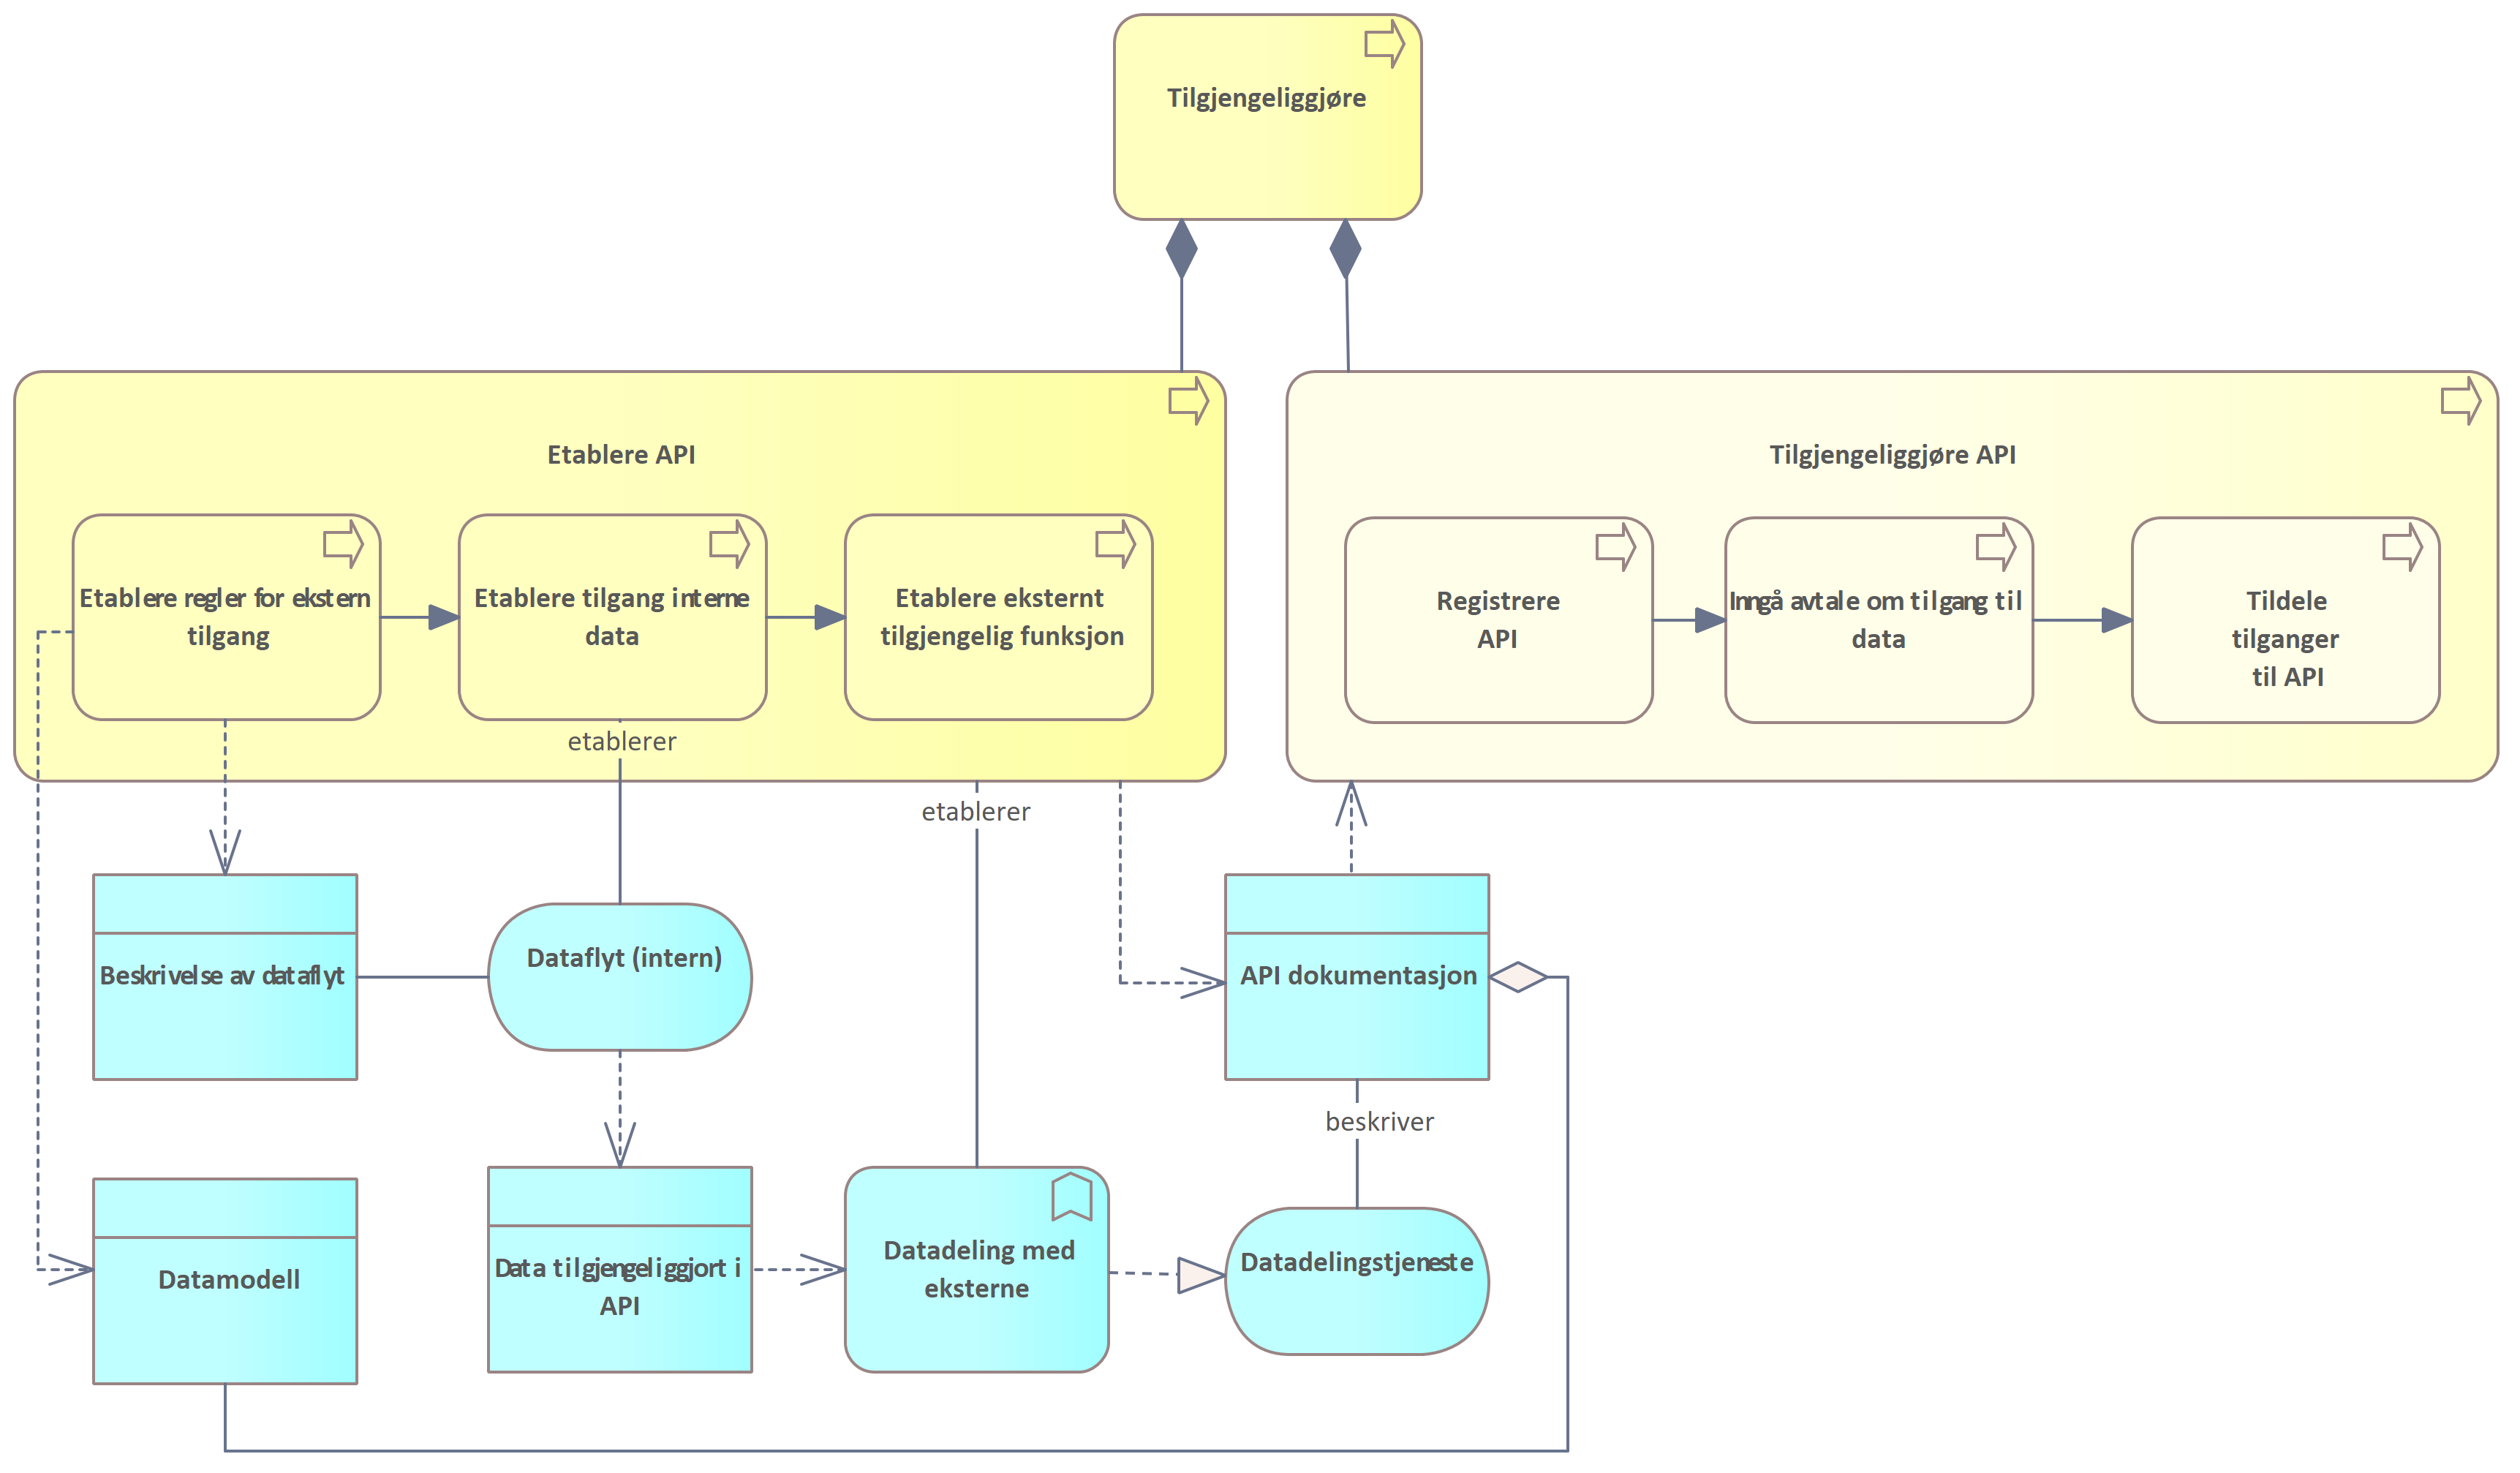 Tilgjengeliggjøre
Etablere API
Tilgjengeliggjøre API
Etablere regler for ekstern
tilgang
Etablere tilgang interne
data
Etablere eksternt
tilgjengelig funksjon
Registrere
API
Inngå avtale om tilgang til
data
Tildele
tilganger
til API
etablerer
etablerer
Beskrivelse av dataflyt
Dataflyt (intern)
API dokumentasjon
beskriver
Datamodell
Data tilgjengeliggjort i
API
Datadeling med
eksterne
Datadelingstjeneste